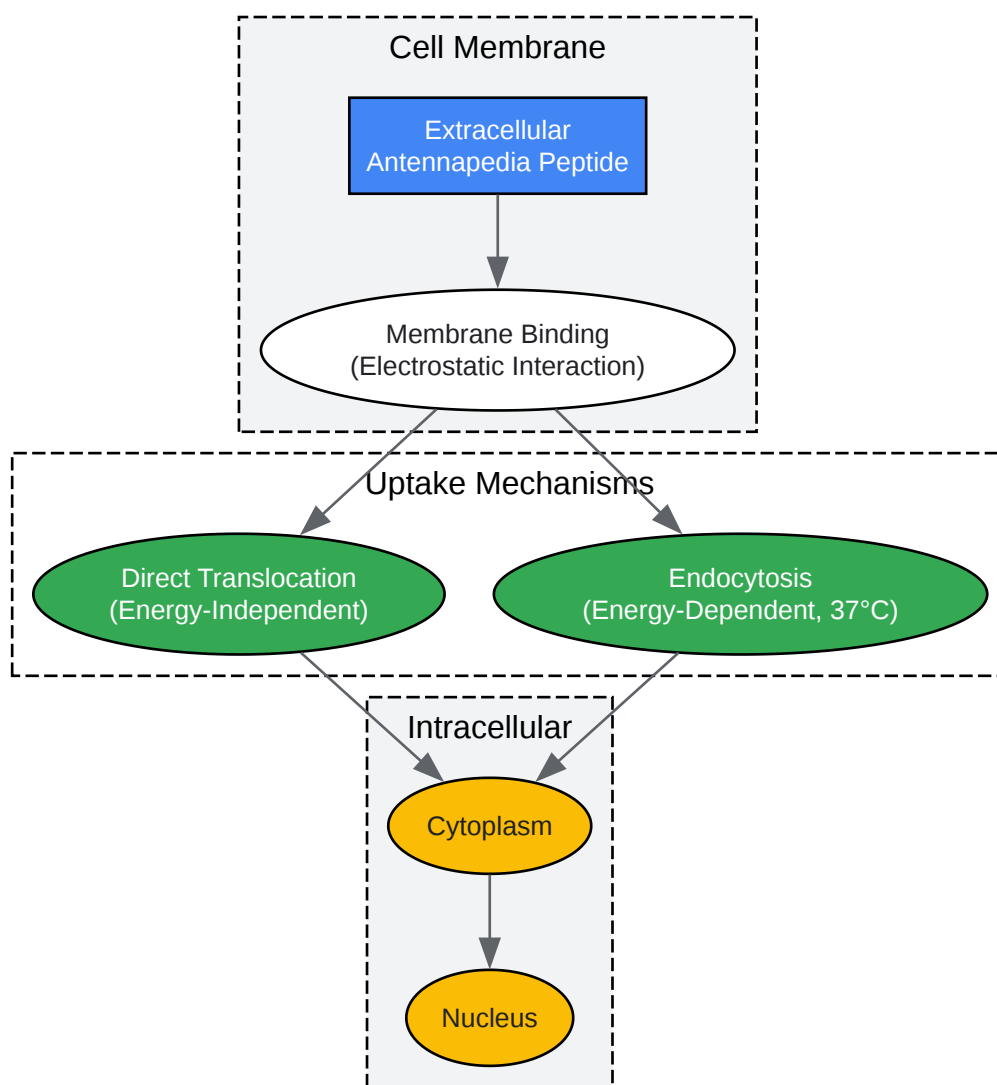 Cell Membrane
Extracellular
Antennapedia Peptide
Membrane Binding
(Electrostatic Interaction)
Uptake Mechanisms
Direct Translocation
(Energy-Independent)
Endocytosis
(Energy-Dependent, 37°C)
Intracellular
Cytoplasm
Nucleus